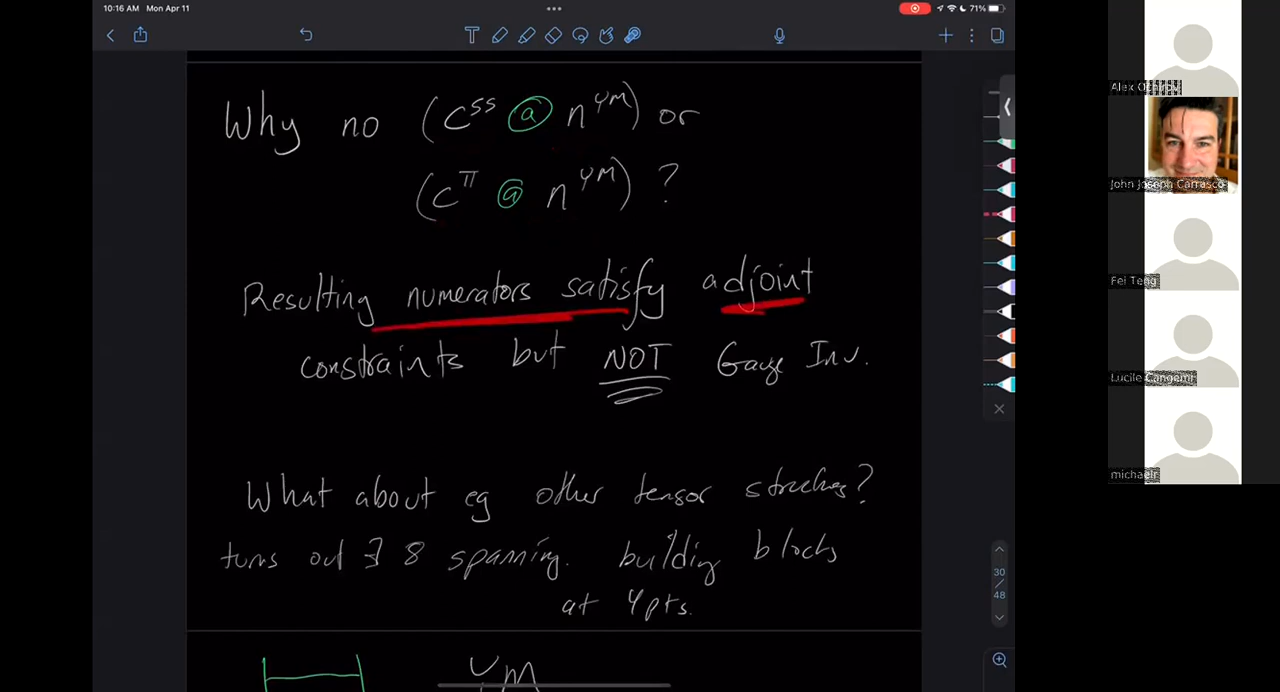 10:16 AM Mon Apr 11
71%
Why no (c^ss ⓐ n^YM) or
(c^π ⓐ n^YM) ?
Resulting numerators satisfy adjoint
constraints but NOT Gauge Inv.
What about eg other tensor
turns out ∃ 8 spanning. building blocks
at 4pts.
YM
30
48
Alex
John Joseph Carrasco
Fei Teng
Lucile Cangemi
michaelr